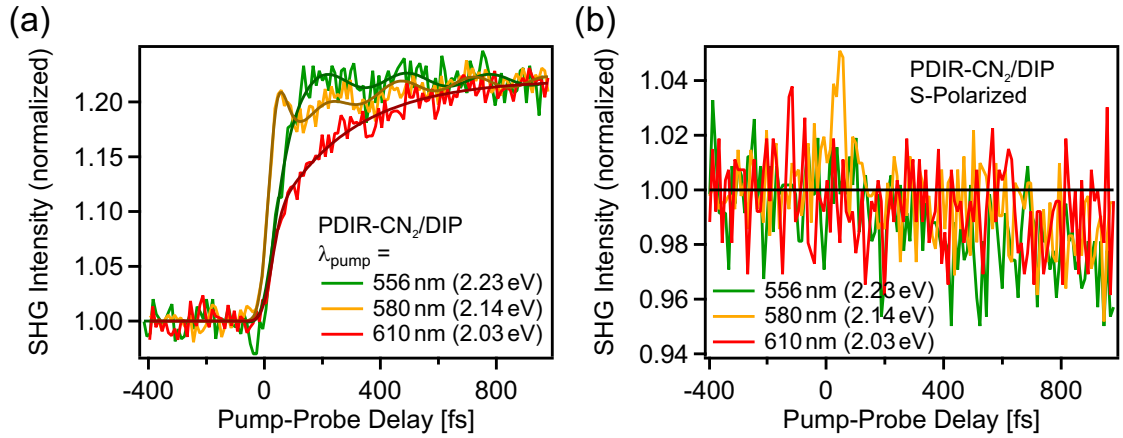 (a)
SHG Intensity (normalized)
1.20
1.15
1.10
1.05
1.00
PDIR-CN₂/DIP
λpump =
556 nm (2.23 eV)
580 nm (2.14 eV)
610 nm (2.03 eV)
-400
0
400
800
Pump-Probe Delay [fs]
(b)
SHG Intensity (normalized)
1.04
1.02
1.00
0.98
0.96
0.94
PDIR-CN₂/DIP
S-Polarized
556 nm (2.23 eV)
580 nm (2.14 eV)
610 nm (2.03 eV)
-400
0
400
800
Pump-Probe Delay [fs]